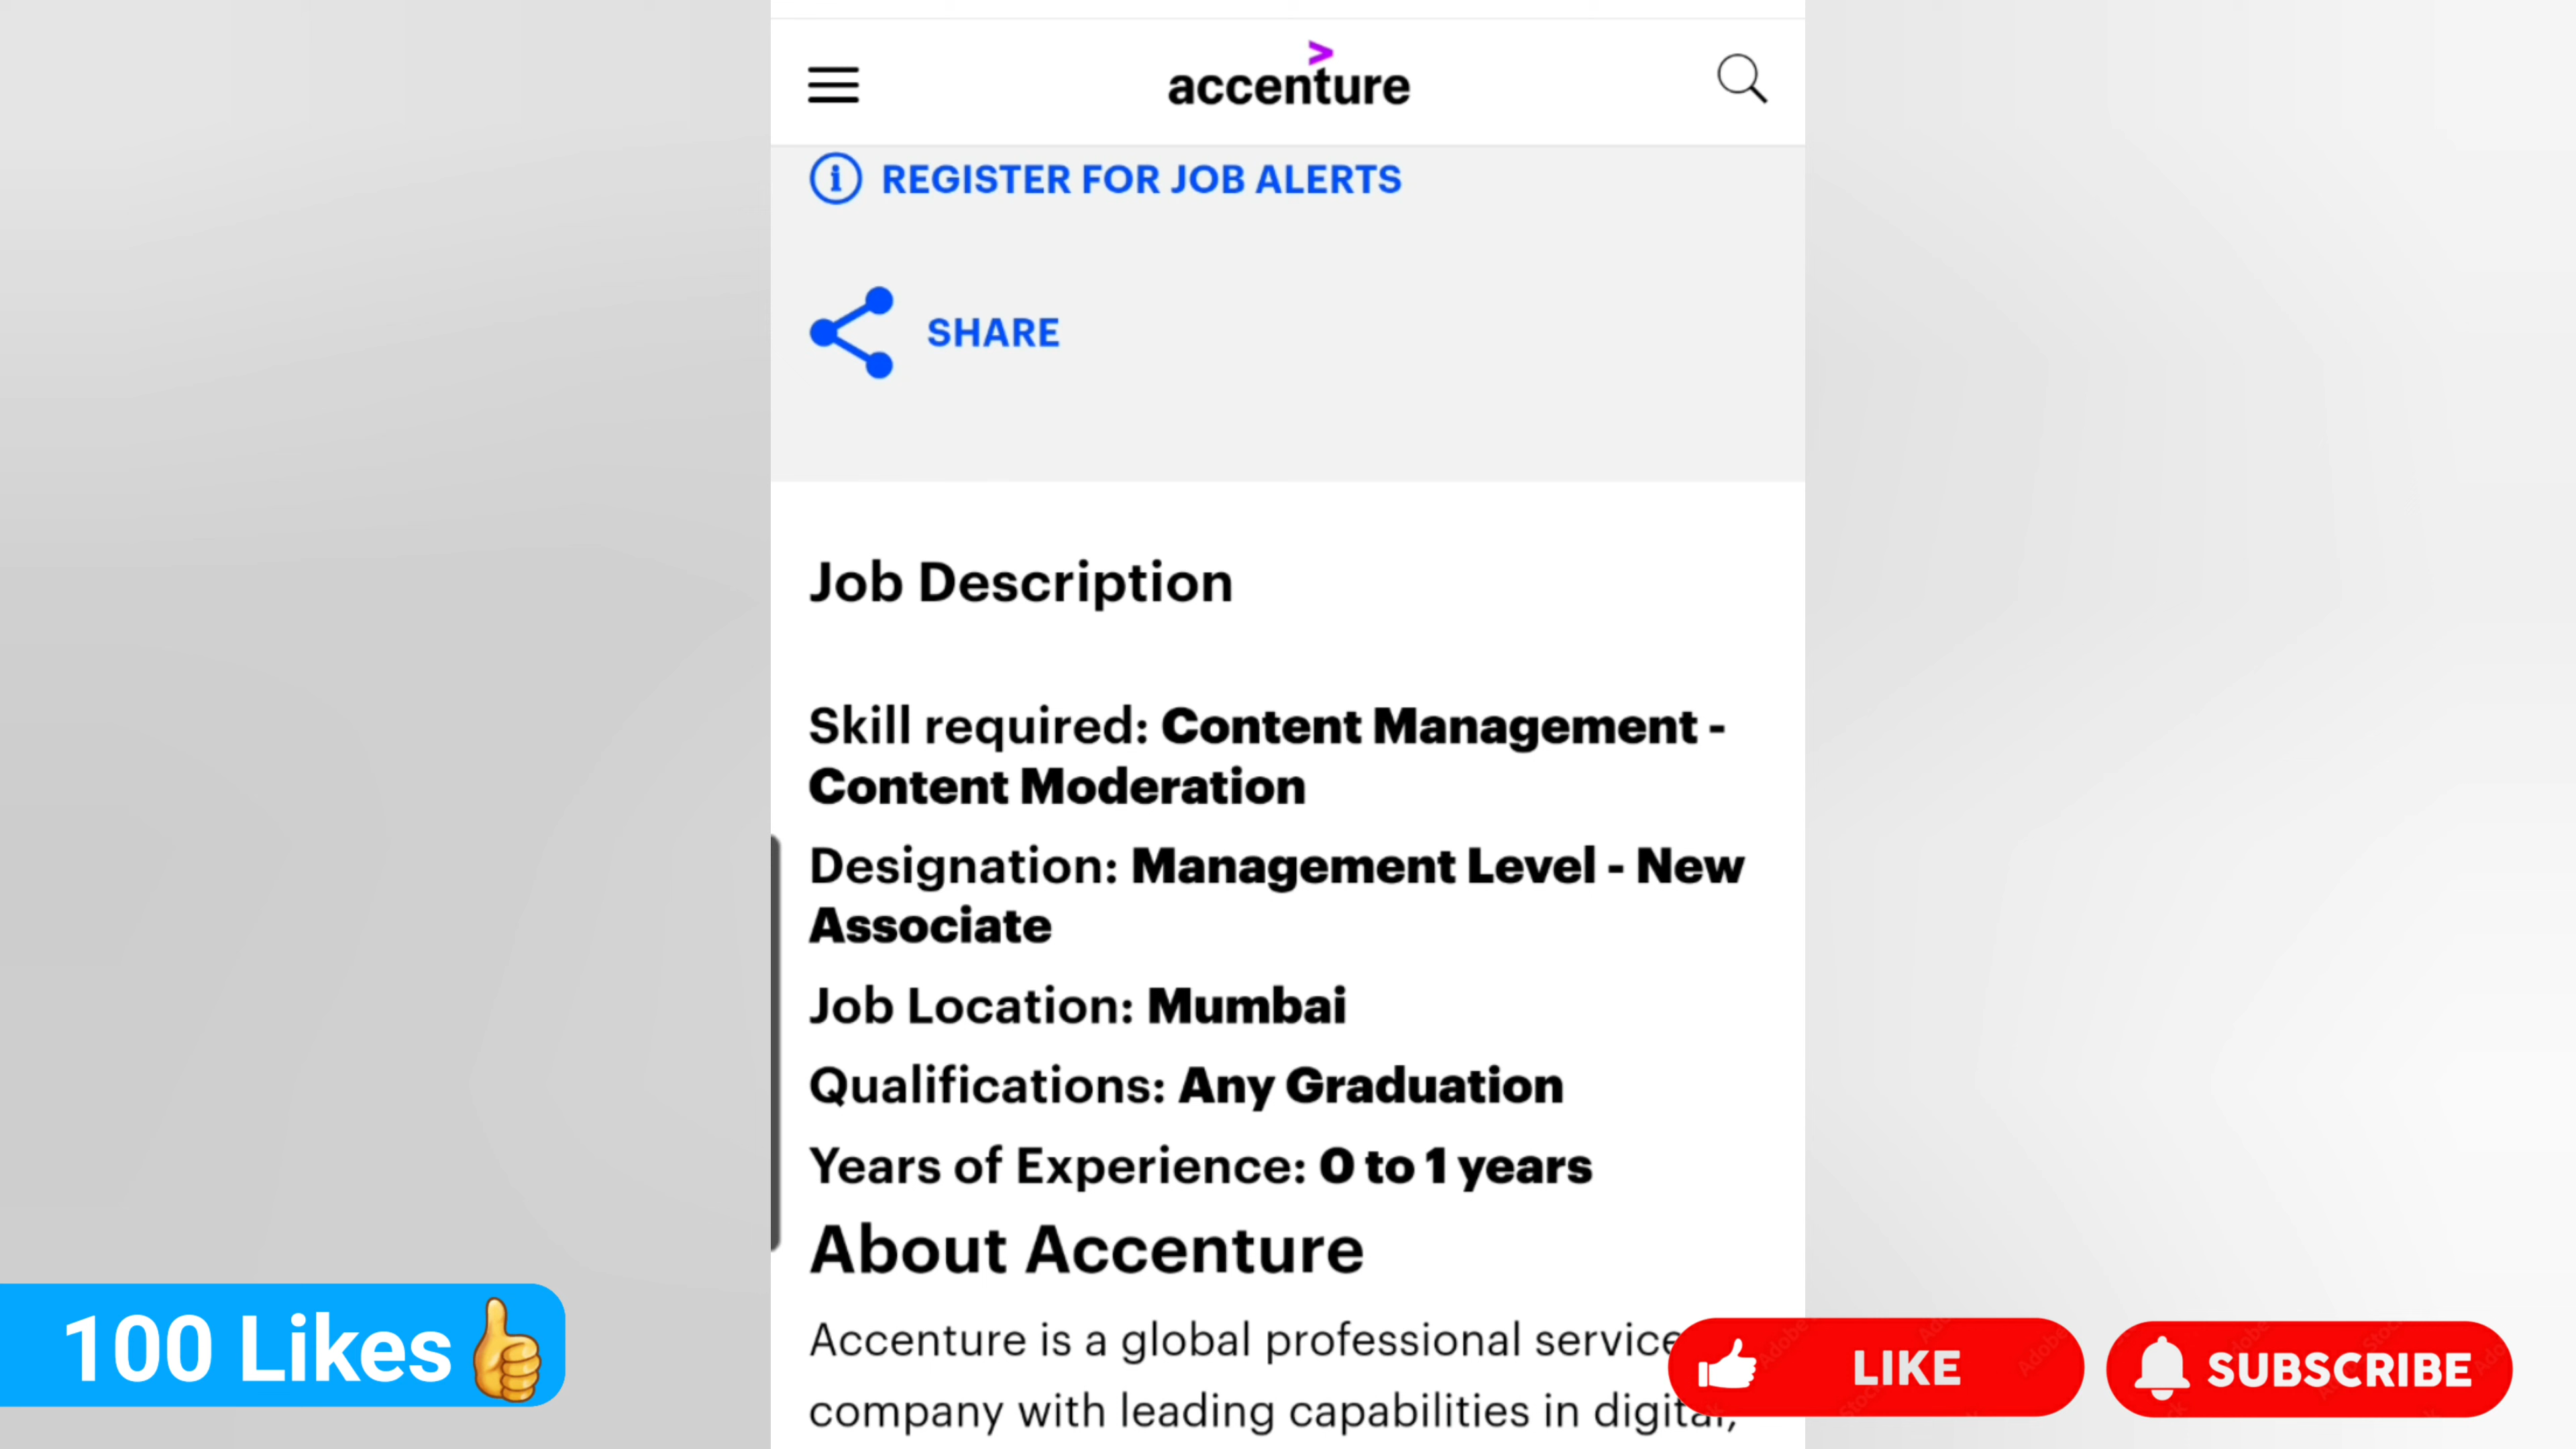 accenture
REGISTER FOR JOB ALERTS
SHARE
Job Description
Skill required: Content Management -
Content Moderation
Designation: Management Level - New
Associate
Job Location: Mumbai
Qualifications: Any Graduation
Years of Experience: 0 to 1 years
About Accenture
Accenture is a global professional service
company with leading capabilities in digital,
100 Likes
LIKE
SUBSCRIBE